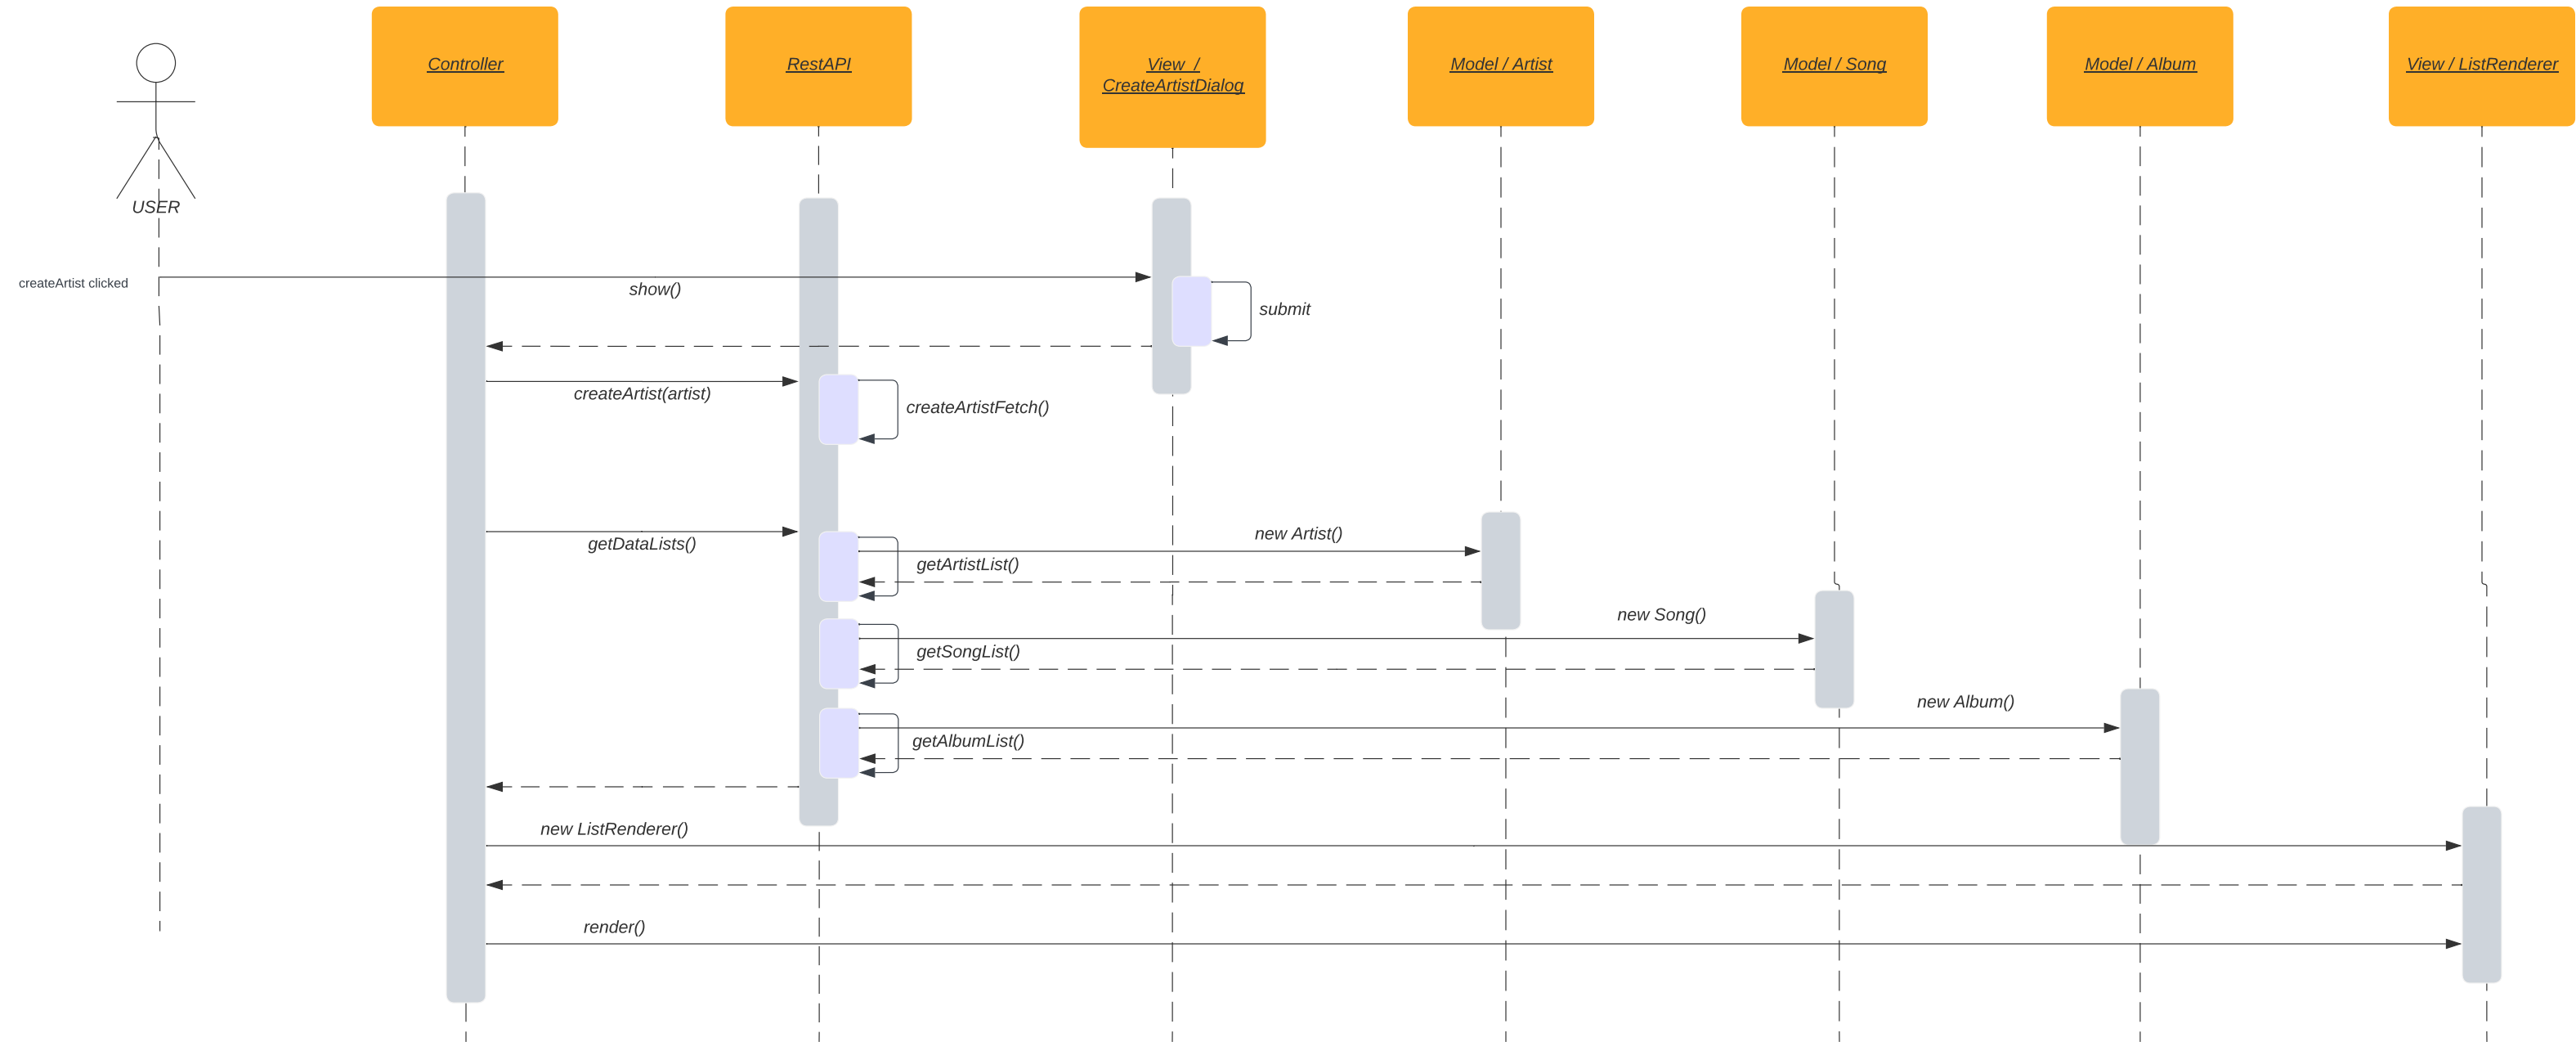 Controller
RestAPI
View  /
CreateArtistDialog
Model / Artist
Model / Song
Model / Album
View / ListRenderer
USER
createArtist clicked
show()
submit
createArtist(artist)
createArtistFetch()
getDataLists()
new Artist()
getArtistList()
new Song()
getSongList()
new Album()
getAlbumList()
new ListRenderer()
render()